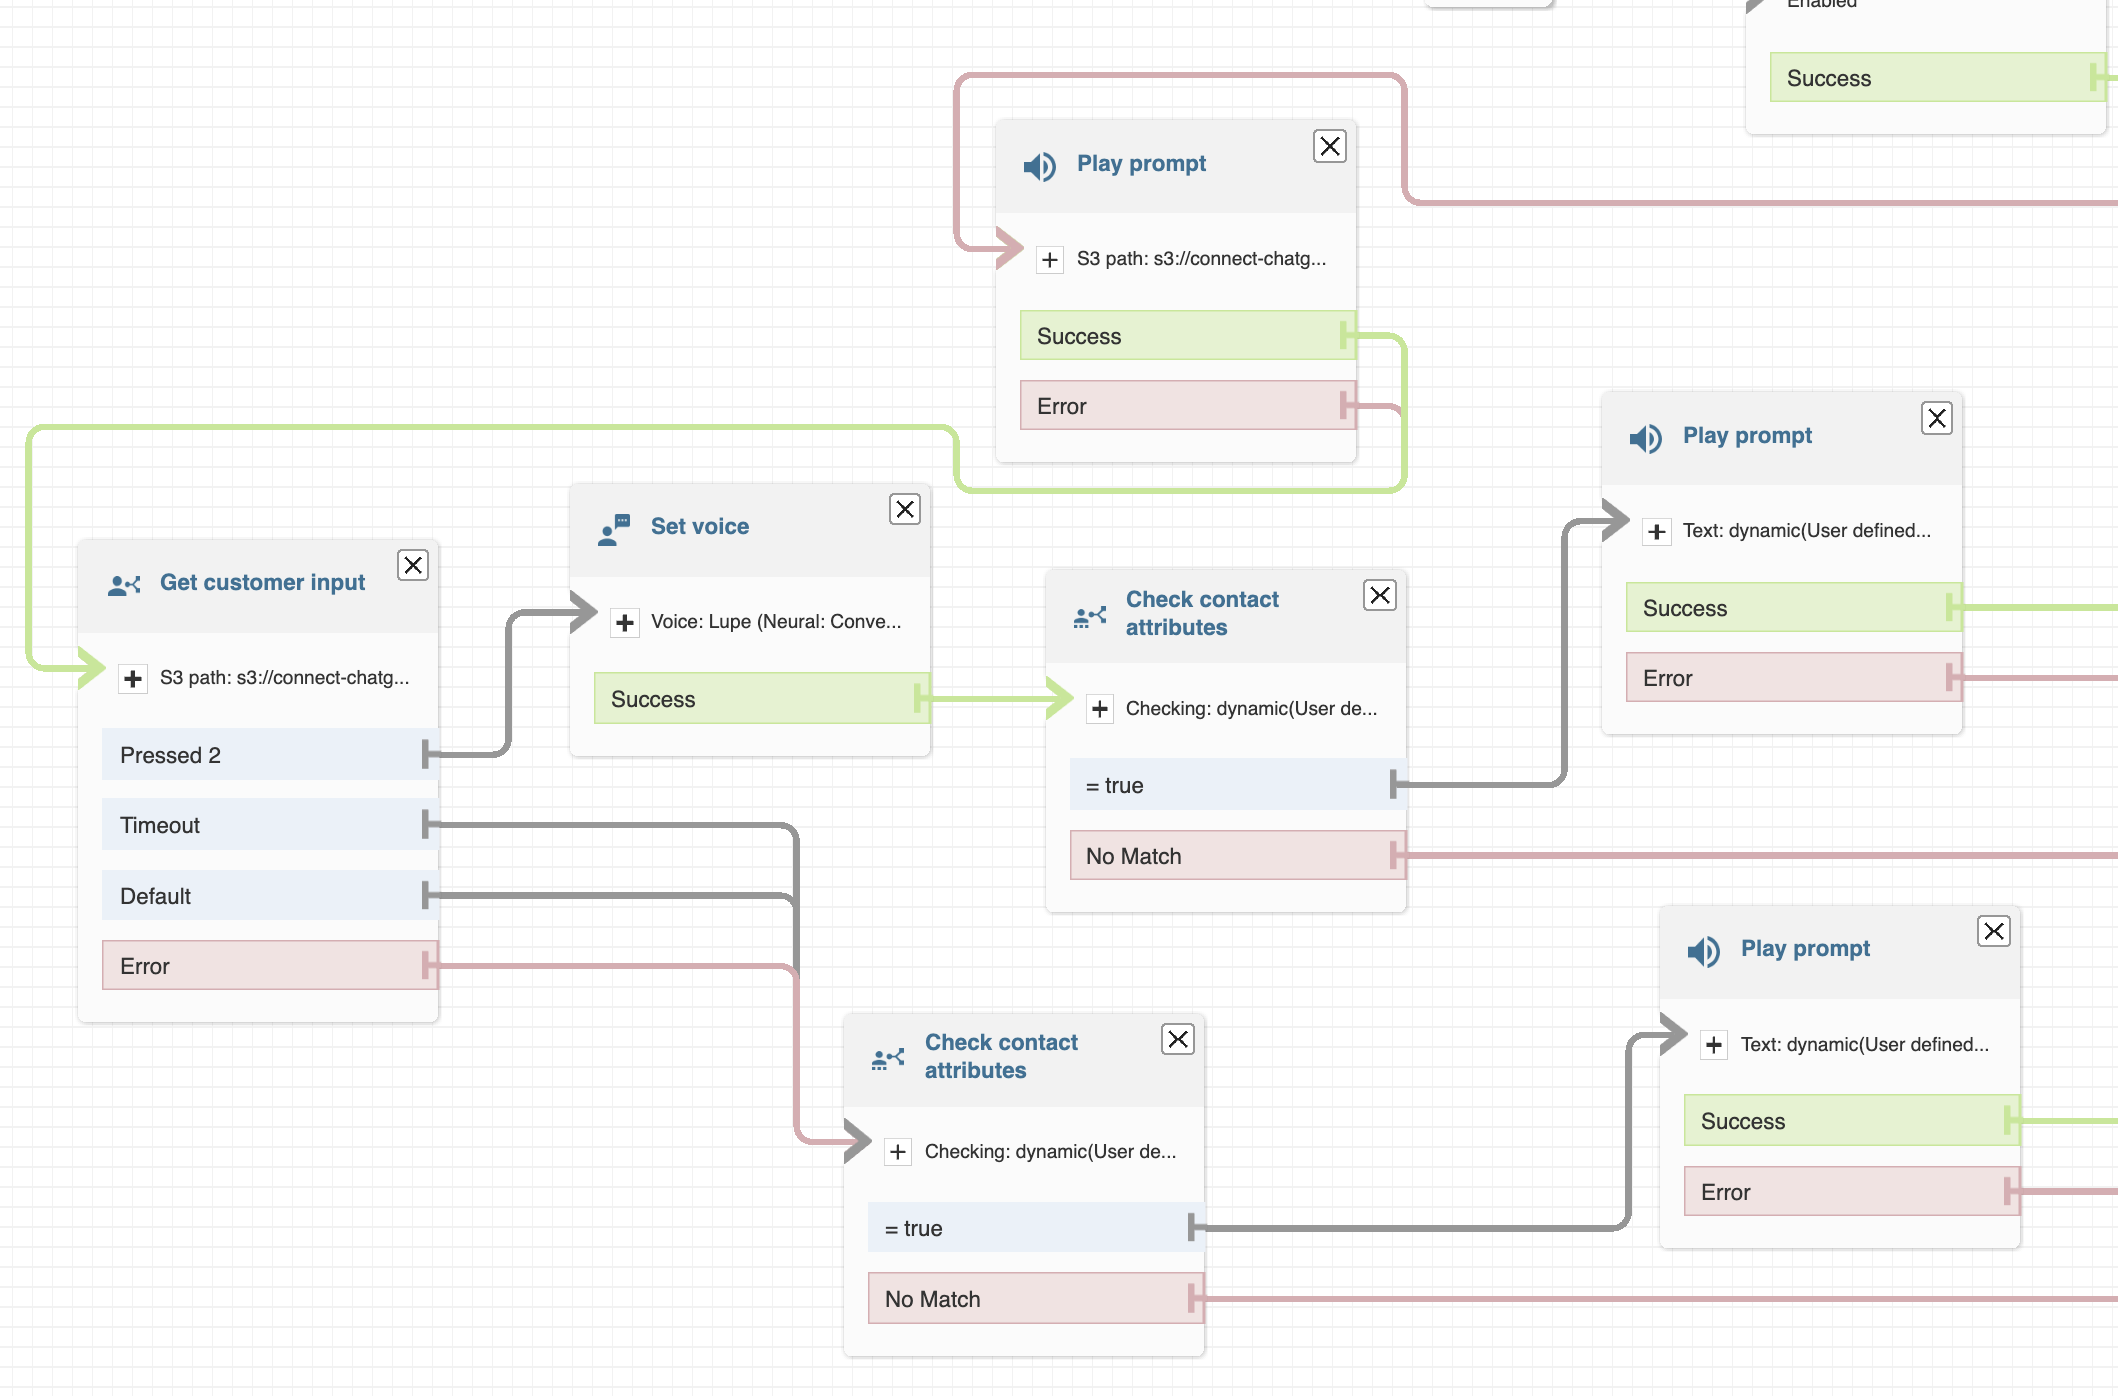 Enabled
Success
Play prompt
S3 path: s3://connect-chatg...
Success
Error
Play prompt
Text: dynamic(User defined...
Success
Error
Set voice
Voice: Lupe (Neural: Conve...
Success
Get customer input
S3 path: s3://connect-chatg...
Pressed 2
Timeout
Default
Error
Check contact
attributes
Checking: dynamic(User de...
= true
No Match
Play prompt
Text: dynamic(User defined...
Success
Error
Check contact
attributes
Checking: dynamic(User de...
= true
No Match